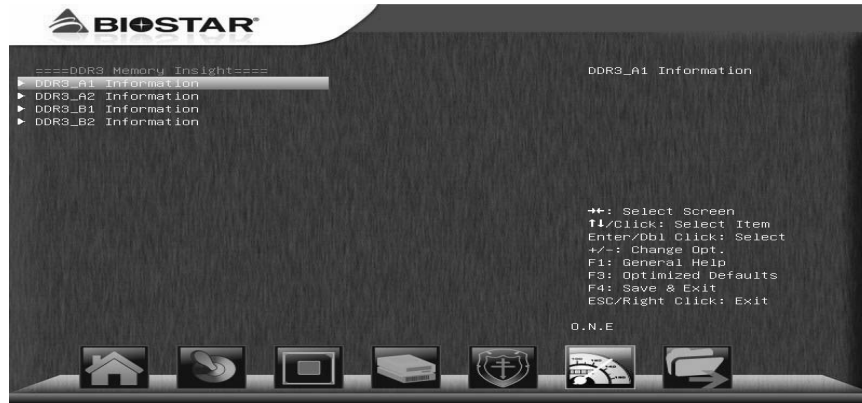 BIOSTAR®
====DDR3 Memory Insight====
► DDR3_A1 Information
► DDR3_A2 Information
► DDR3_B1 Information
► DDR3_B2 Information
DDR3_A1 Information
→←: Select Screen
↑↓/Click: Select Item
Enter/Dbl Click: Select
+/-: Change Opt.
F1: General Help
F3: Optimized Defaults
F4: Save & Exit
ESC/Right Click: Exit
O.N.E